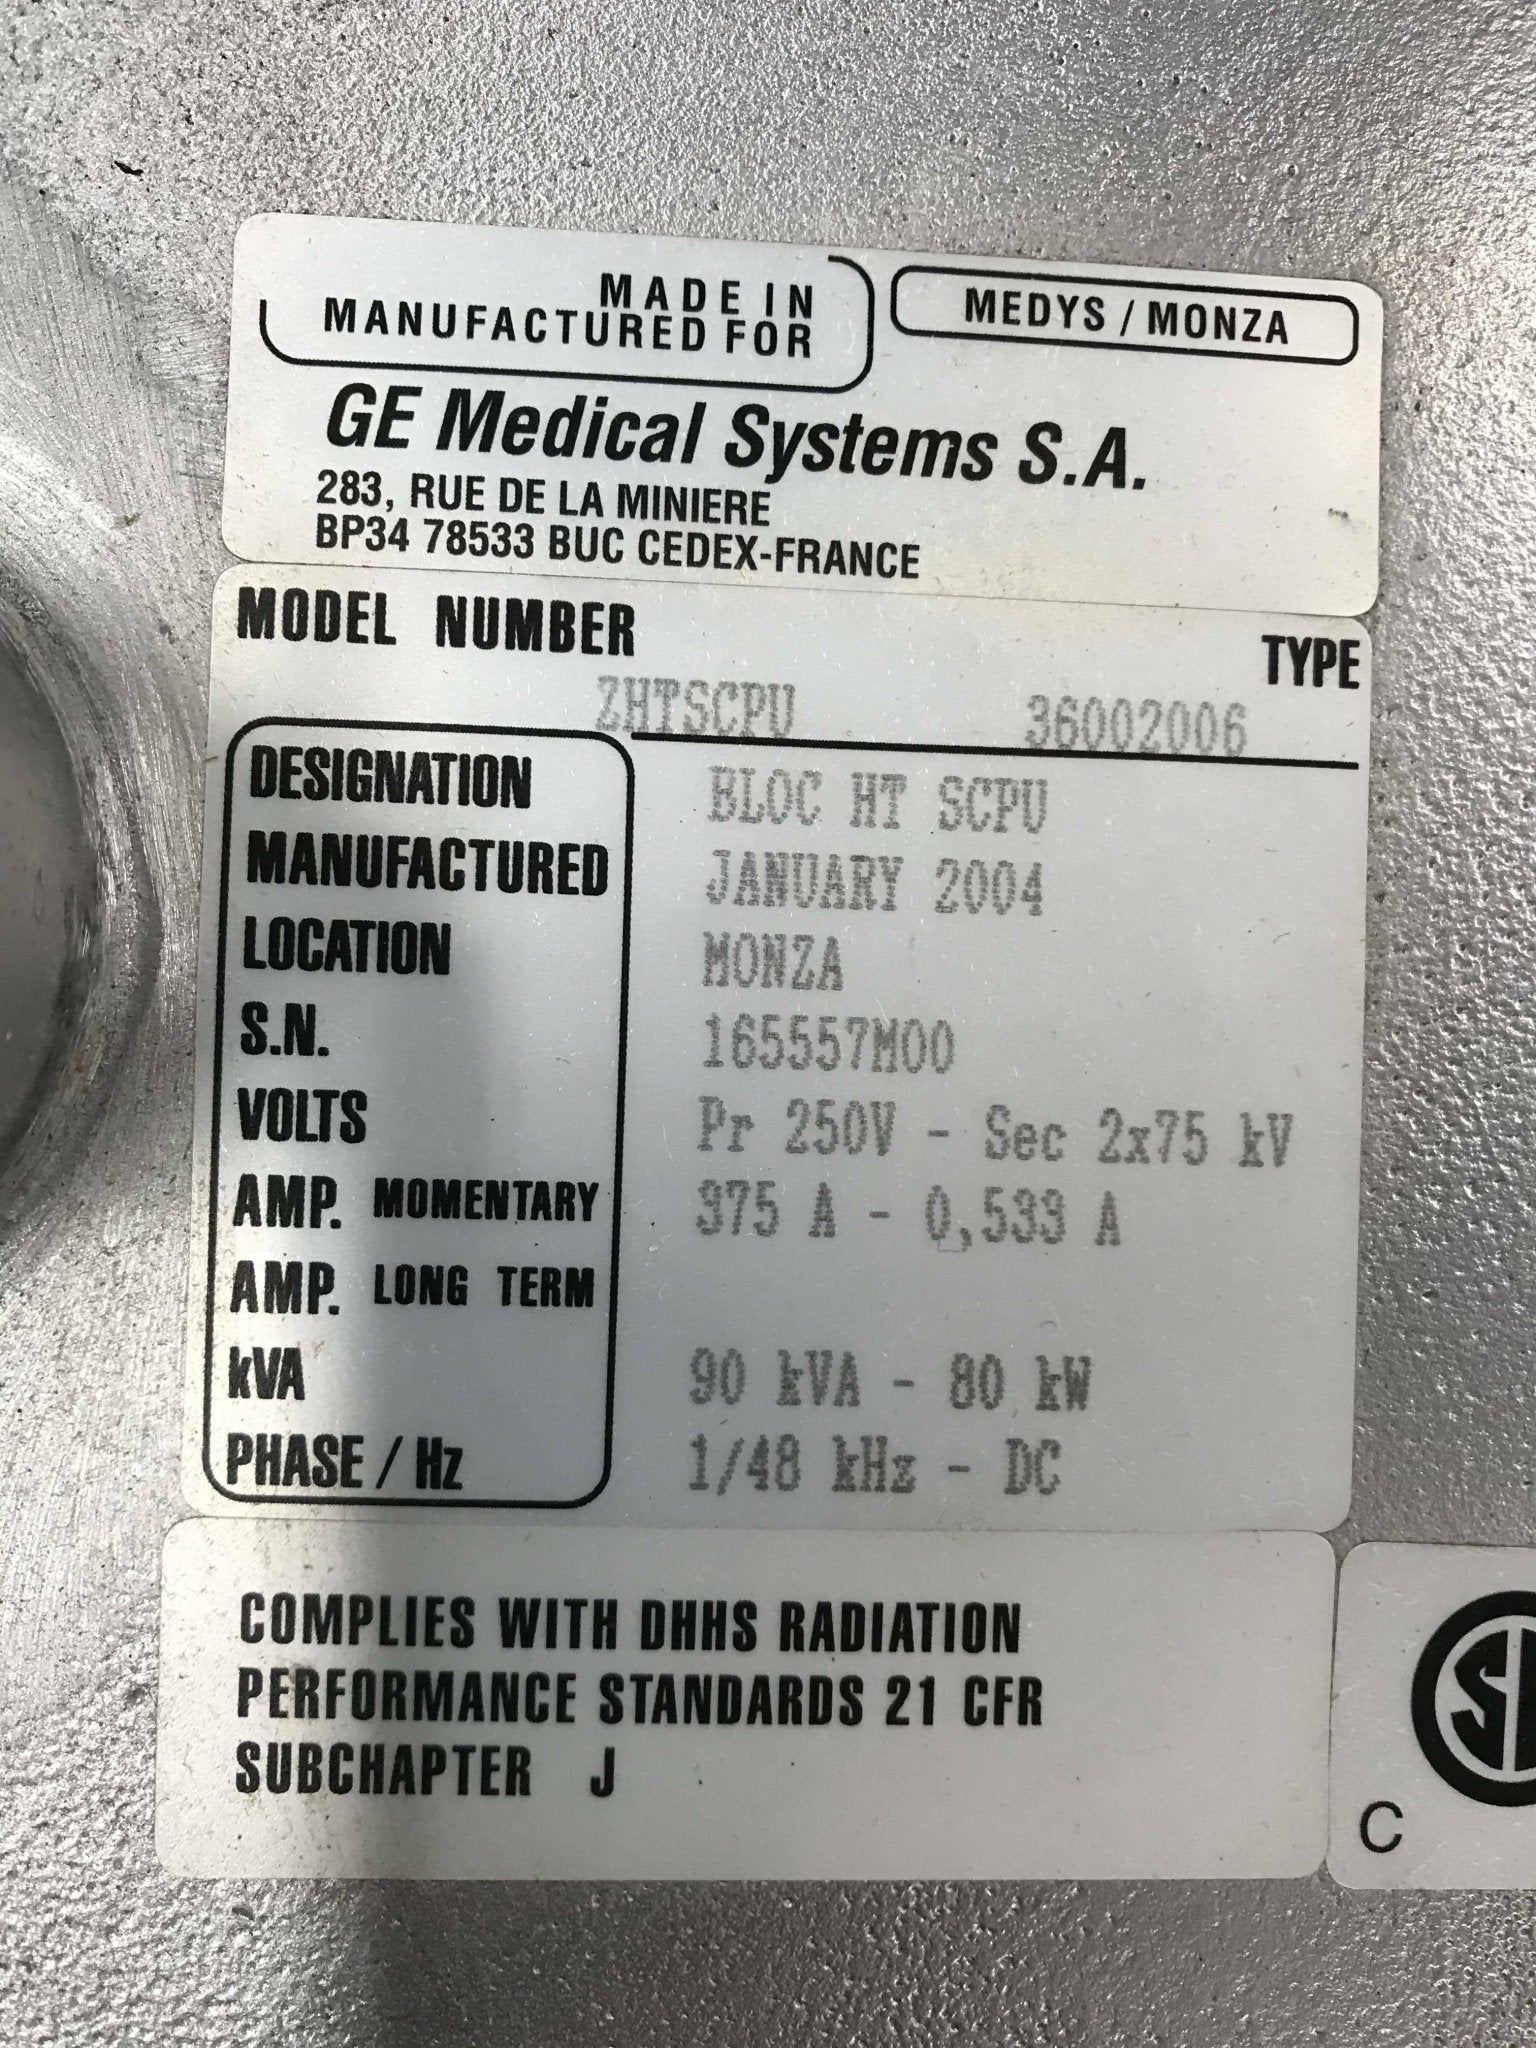 MADE IN
MANUFACTURED FOR
MEDYS / MONZA
GE Medical Systems S.A.
283, RUE DE LA MINIERE
BP34 78533 BUC CEDEX-FRANCE
MODEL NUMBER TYPE
2HTSCPU 36002006
DESIGNATION BLOC HT SCPU
MANUFACTURED JANUARY 2004
LOCATION MONZA
S.N. 165557M00
VOLTS Pr 250V - Sec 2x75 kV
AMP. MOMENTARY 375 A - 0,533 A
AMP. LONG TERM
kVA 90 kVA - 80 kW
PHASE / Hz 1/48 kHz - DC
COMPLIES WITH DHHS RADIATION
PERFORMANCE STANDARDS 21 CFR
SUBCHAPTER J
C